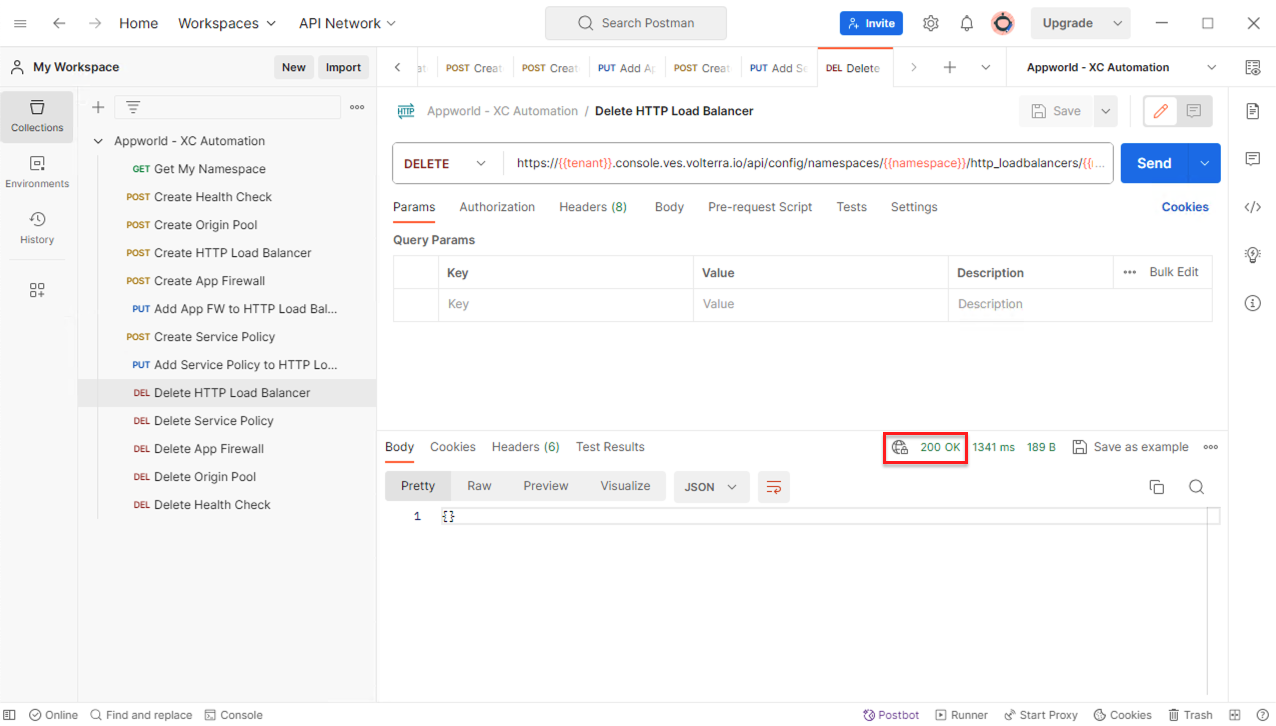 Home Workspaces API Network Search Postman Invite Upgrade
My Workspace New Import POST Creat POST Creat PUT Add Ap POST Creat PUT Add Se DEL Delete Appworld - XC Automation
Collections
Environments
History
Appworld - XC Automation
GET Get My Namespace
POST Create Health Check
POST Create Origin Pool
POST Create HTTP Load Balancer
POST Create App Firewall
PUT Add App FW to HTTP Load Bal...
POST Create Service Policy
PUT Add Service Policy to HTTP Lo...
DEL Delete HTTP Load Balancer
DEL Delete Service Policy
DEL Delete App Firewall
DEL Delete Origin Pool
DEL Delete Health Check
HTTP Appworld - XC Automation / Delete HTTP Load Balancer Save
DELETE https://{{tenant}}.console.ves.volterra.io/api/config/namespaces/{{namespace}}/http_loadbalancers/{{... Send
Params Authorization Headers (8) Body Pre-request Script Tests Settings Cookies
Query Params
Key Value Description Bulk Edit
Key Value Description
Body Cookies Headers (6) Test Results 200 OK 1341 ms 189 B Save as example
Pretty Raw Preview Visualize JSON
1 {}
Online Find and replace Console Postbot Runner Start Proxy Cookies Trash